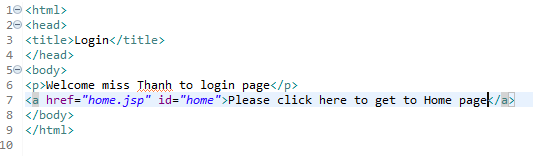 1 <html>
2 <head>
3 <title>Login</title>
4 </head>
5 <body>
6 <p>Welcome miss Thanh to login page</p>
7 <a href="home.jsp" id="home">Please click here to get to Home page</a>
8 </body>
9 </html>
10